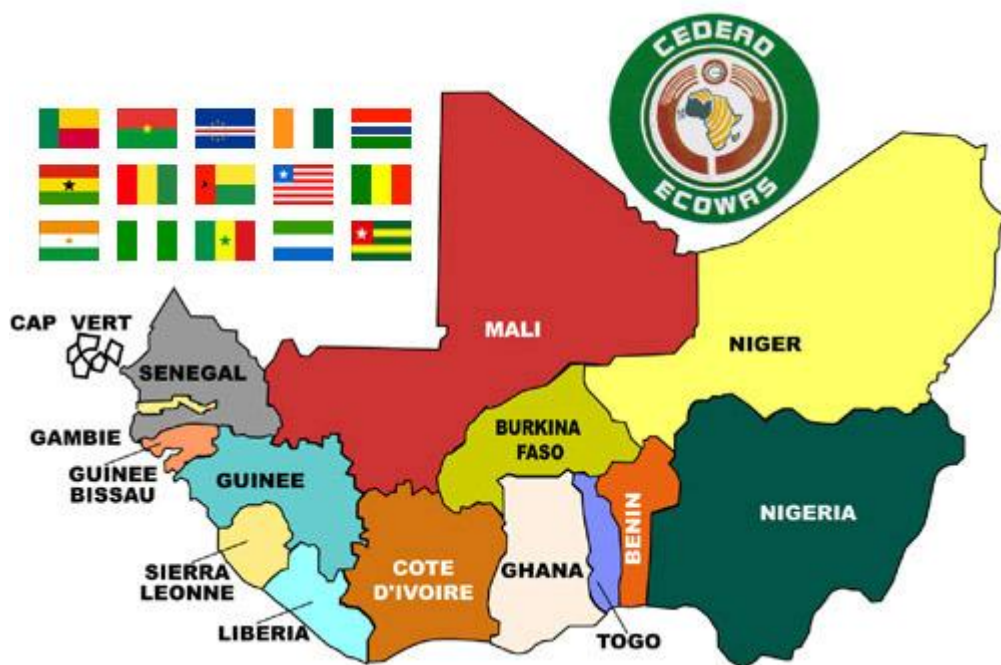 CEDEAO
ECOWAS
MALI
NIGER
CAP VERT
SENEGAL
GAMBIE
GUINEE
BISSAU
GUINEE
BURKINA
FASO
BENIN
NIGERIA
SIERRA
LEONNE
COTE
D'IVOIRE
GHANA
LIBERIA
TOGO